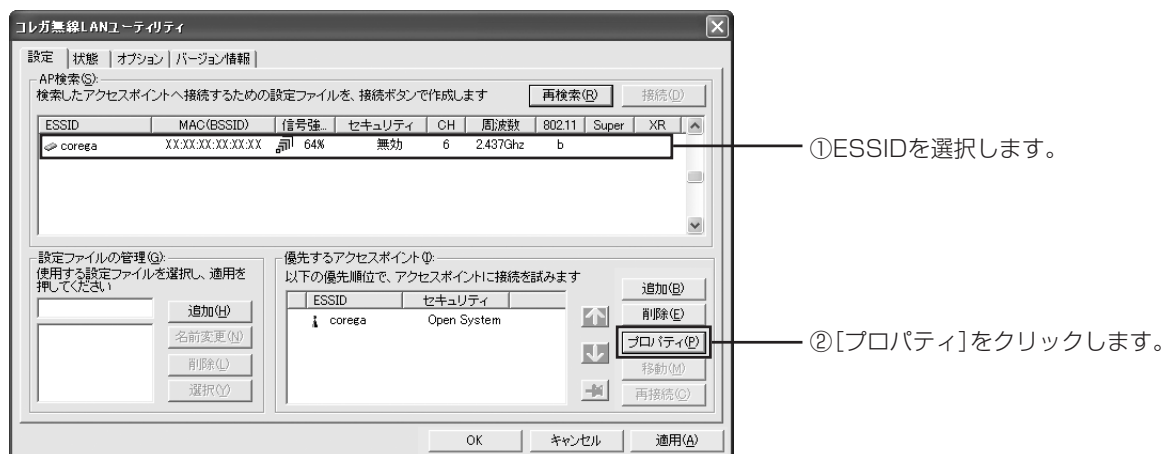 コレガ無線LANユーティリティ
設定 状態 オプション バージョン情報
AP検索(S):
検索したアクセスポイントへ接続するための設定ファイルを、接続ボタンで作成します 再検索(R) 接続(D)
ESSID MAC(BSSID) 信号強... セキュリティ CH 周波数 802.11 Super XR
corega XX:XX:XX:XX:XX:XX 64% 無効 6 2.437Ghz b
①ESSIDを選択します。
設定ファイルの管理(G):
使用する設定ファイルを選択し、適用を
押してください
追加(H)
名前変更(N)
削除(L)
選択(Y)
優先するアクセスポイント(I):
以下の優先順位で、アクセスポイントに接続を試みます
ESSID セキュリティ
corega Open System
追加(B)
削除(E)
プロパティ(P)
移動(M)
再接続(C)
②[プロパティ]をクリックします。
OK キャンセル 適用(A)